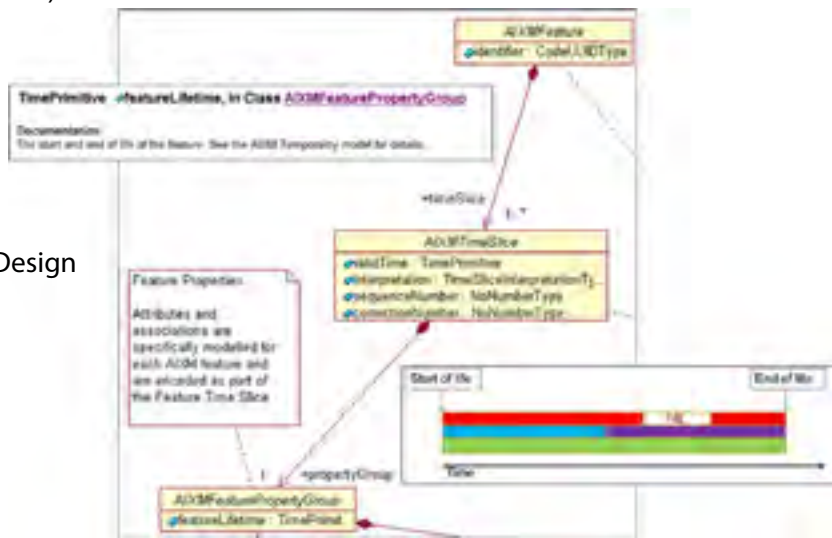 AIXMFeature
identifier : CodeUUIDType
TimePrimitive featureLifetime, in Class AIXMFeaturePropertyGroup
Documentation:
The start and end of life of the feature. See the AIXM Temporality model for details.
+timeSlice
1..*
AIXMTimeSlice
validTime : TimePrimitive
interpretation : TimeSliceInterpretationTy...
sequenceNumber : NoNumberType
correctionNumber : NoNumberType
Design
Feature Properties
Attributes and
associations are
specifically modelled for
each AIXM feature and
are encoded as part of
the Feature Time Slice
Start of life
End of life
Time
1
+propertyGroup
AIXMFeaturePropertyGroup
featureLifetime : TimePrimit...